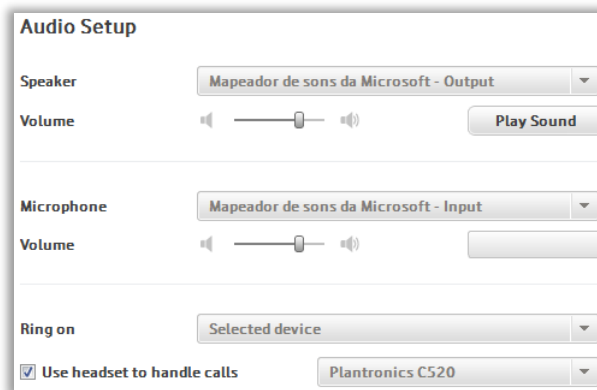 Audio Setup
Speaker Mapeador de sons da Microsoft - Output
Volume Play Sound
Microphone Mapeador de sons da Microsoft - Input
Volume
Ring on Selected device
Use headset to handle calls Plantronics C520